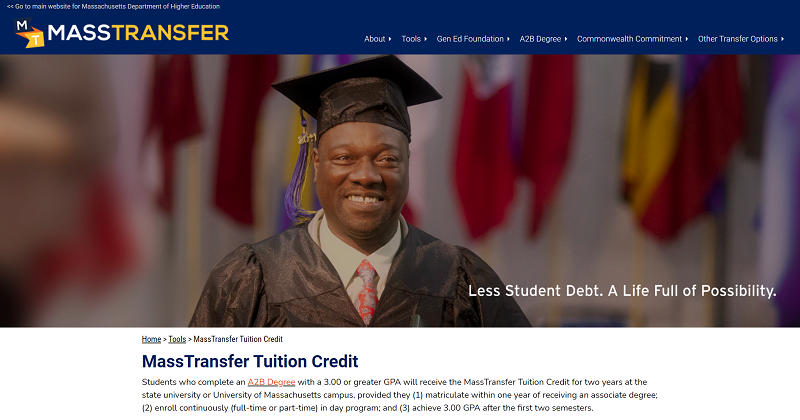 << Go to main website for Massachusetts Department of Higher Education
M
T
MASSTRANSFER
About
Tools
Gen Ed Foundation
A2B Degree
Commonwealth Commitment
Other Transfer Options
Less Student Debt. A Life Full of Possibility.
Home > Tools > MassTransfer Tuition Credit
MassTransfer Tuition Credit
Students who complete an A2B Degree with a 3.00 or greater GPA will receive the MassTransfer Tuition Credit for two years at the
state university or University of Massachusetts campus, provided they (1) matriculate within one year of receiving an associate degree;
(2) enroll continuously (full-time or part-time) in day program; and (3) achieve 3.00 GPA after the first two semesters.